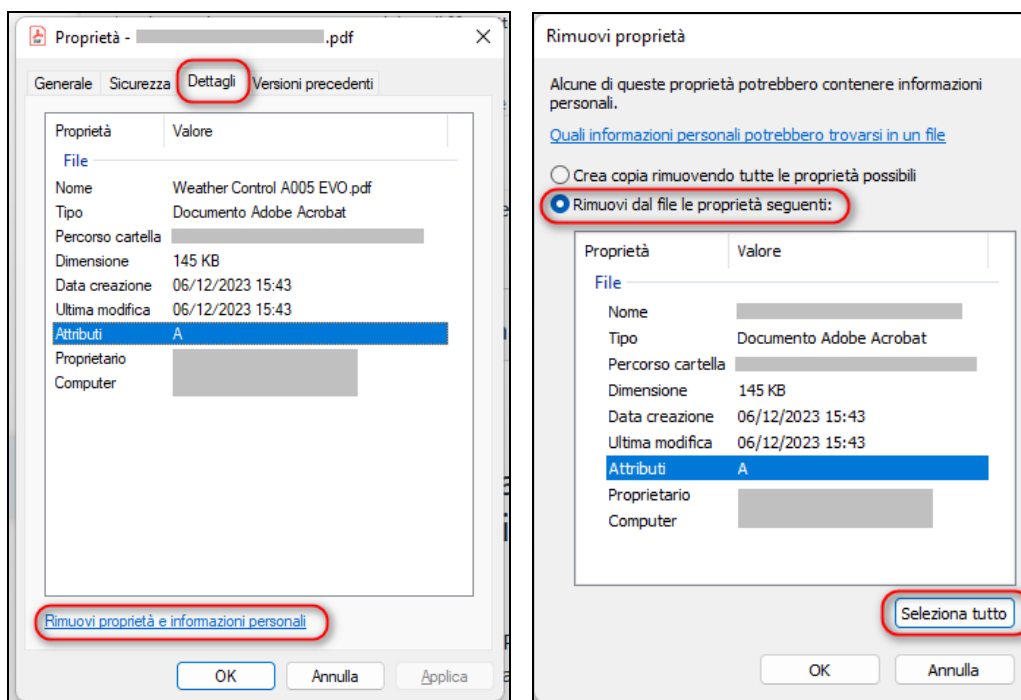 Proprietà - .pdf
Generale Sicurezza Dettagli Versioni precedenti
Proprietà Valore
File
Nome Weather Control A005 EVO.pdf
Tipo Documento Adobe Acrobat
Percorso cartella
Dimensione 145 KB
Data creazione 06/12/2023 15:43
Ultima modifica 06/12/2023 15:43
Attributi A
Proprietario
Computer
Rimuovi proprietà e informazioni personali
OK Annulla Applica
Rimuovi proprietà
Alcune di queste proprietà potrebbero contenere informazioni
personali.
Quali informazioni personali potrebbero trovarsi in un file
Crea copia rimuovendo tutte le proprietà possibili
Rimuovi dal file le proprietà seguenti:
Proprietà Valore
File
Nome
Tipo Documento Adobe Acrobat
Percorso cartella
Dimensione 145 KB
Data creazione 06/12/2023 15:43
Ultima modifica 06/12/2023 15:43
Attributi A
Proprietario
Computer
Seleziona tutto
OK Annulla